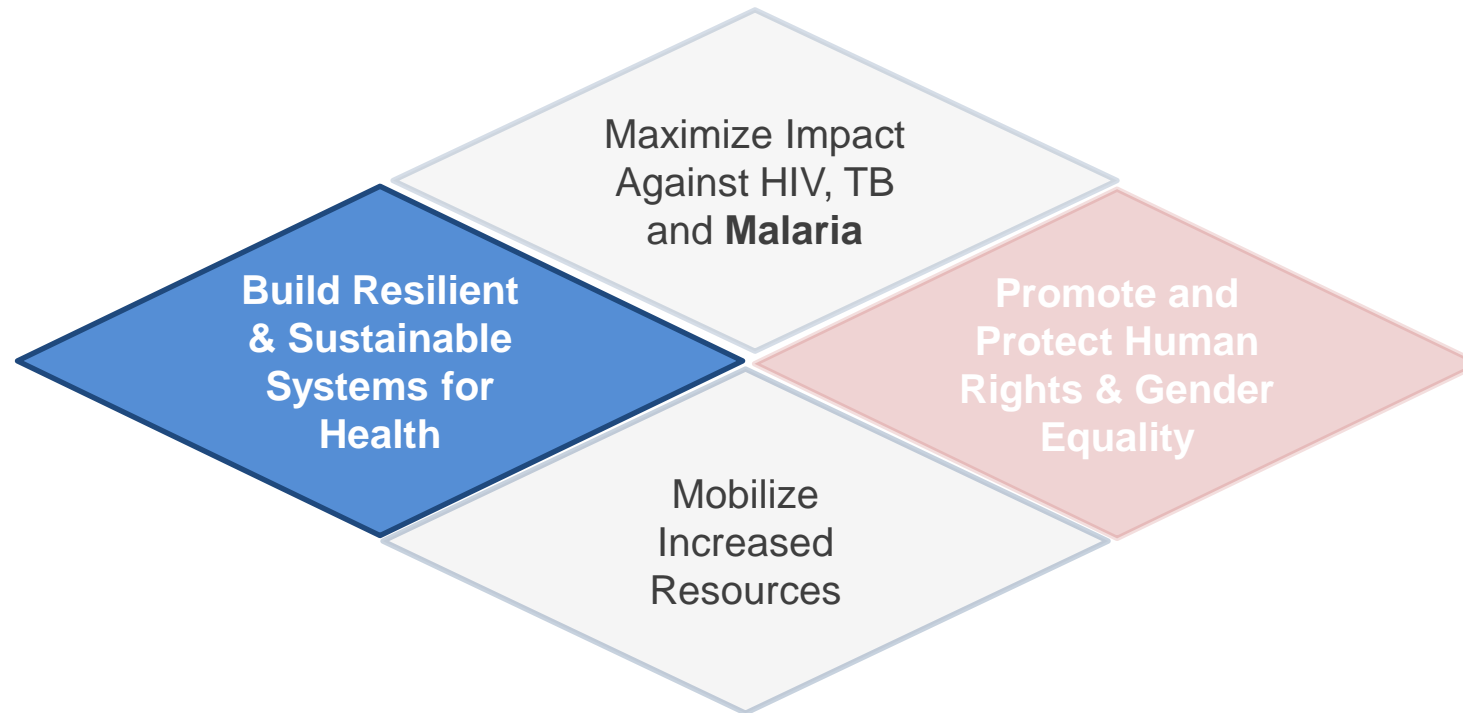 Maximize Impact
Against HIV, TB
and Malaria
Build Resilient
& Sustainable
Systems for
Health
Promote and
Protect Human
Rights & Gender
Equality
Mobilize
Increased
Resources